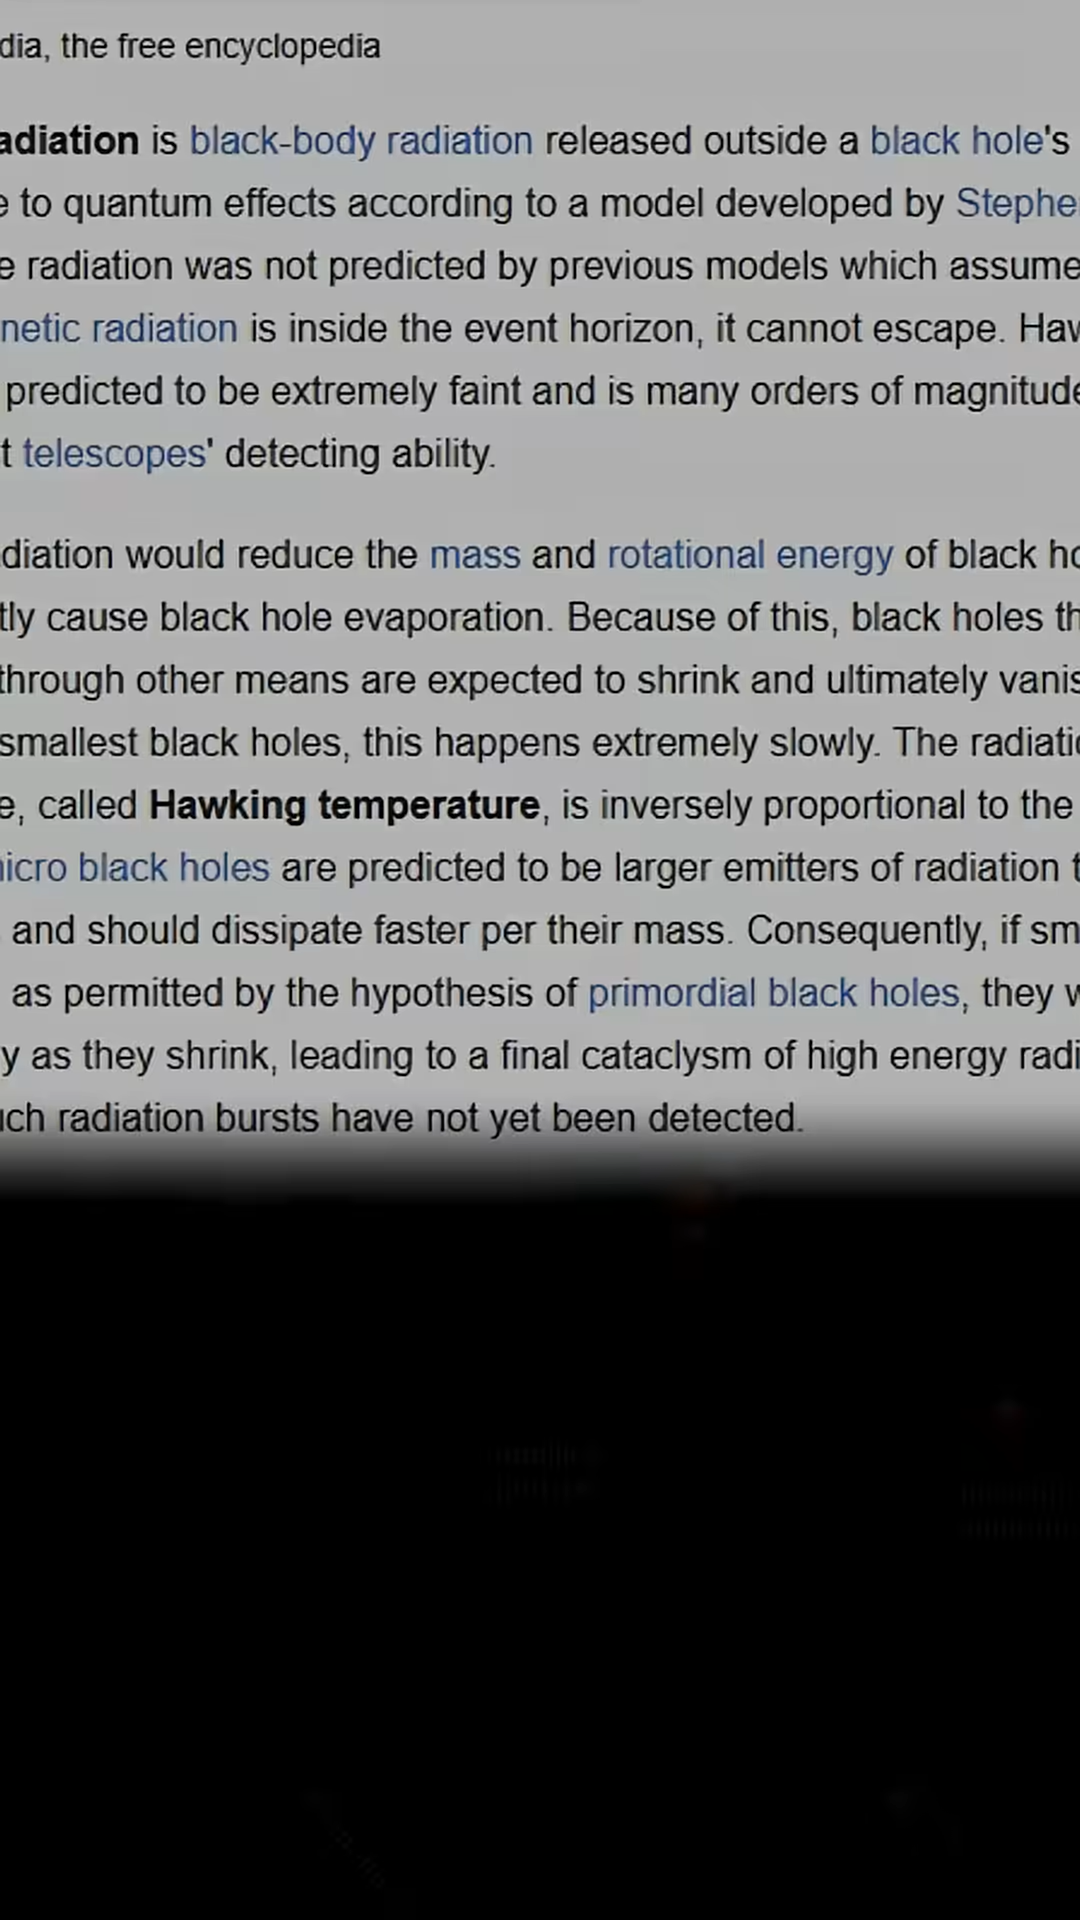 dia, the free encyclopedia
adiation is black-body radiation released outside a black hole's
e to quantum effects according to a model developed by Stephe
e radiation was not predicted by previous models which assume
netic radiation is inside the event horizon, it cannot escape. Haw
predicted to be extremely faint and is many orders of magnitude
t telescopes' detecting ability.
diation would reduce the mass and rotational energy of black ho
tly cause black hole evaporation. Because of this, black holes th
through other means are expected to shrink and ultimately vanis
smallest black holes, this happens extremely slowly. The radiatio
e, called Hawking temperature, is inversely proportional to the
micro black holes are predicted to be larger emitters of radiation t
and should dissipate faster per their mass. Consequently, if sm
as permitted by the hypothesis of primordial black holes, they w
y as they shrink, leading to a final cataclysm of high energy radi
uch radiation bursts have not yet been detected.